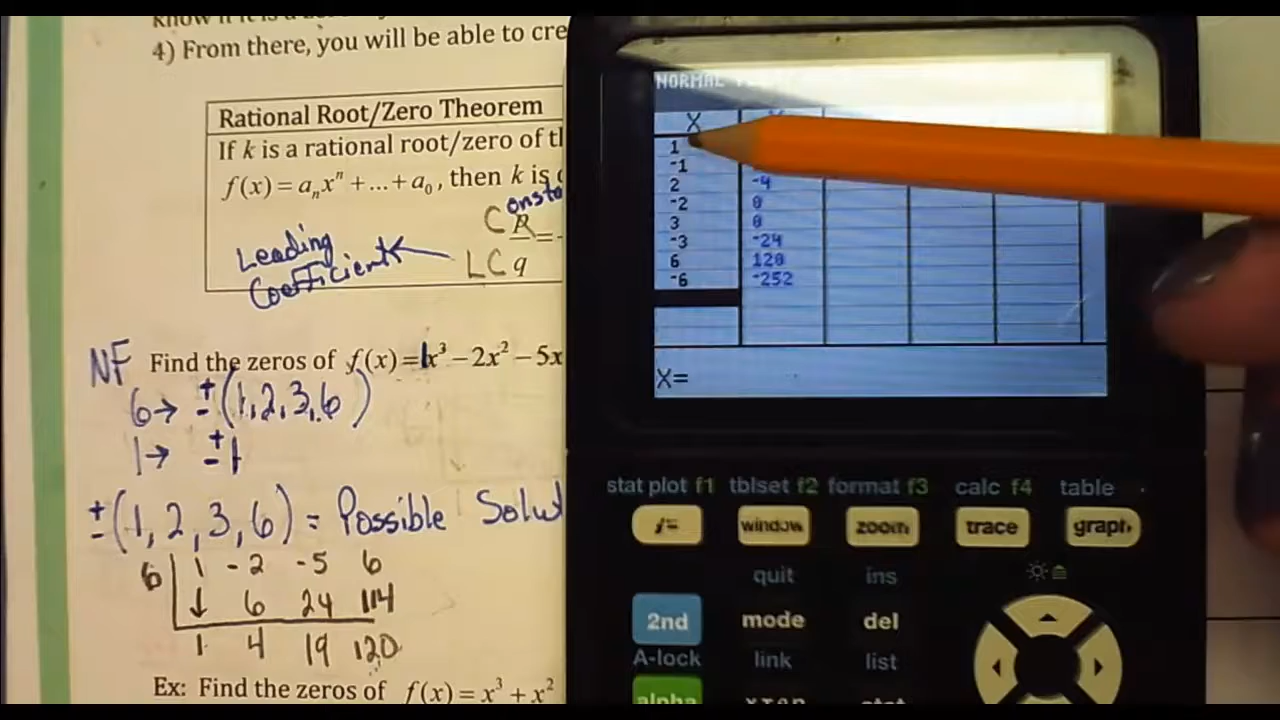 4) From there, you will be able to cre
Rational Root/Zero Theorem
If k is a rational root/zero of th
f(x) = aₙxⁿ + ... + a₀, then k is
Consta
Leading
Coefficient
P =
LC q
NF Find the zeros of f(x) = 1x³ − 2x² − 5x
6 → ± (1, 2, 3, 6)
1 → ± 1
± (1, 2, 3, 6) = Possible Solut
6 1 -2 -5 6
↓ 6 24 114
1 4 19 120
Ex: Find the zeros of f(x) = x³ + x²
NORMAL
X
1
-1
2 -4
-2 0
3 0
-3 -24
6 120
-6 -252
X=
stat plot f1 tblset f2 format f3 calc f4 table
y= window zoom trace graph
quit ins
2nd mode del
A-lock link list
alpha